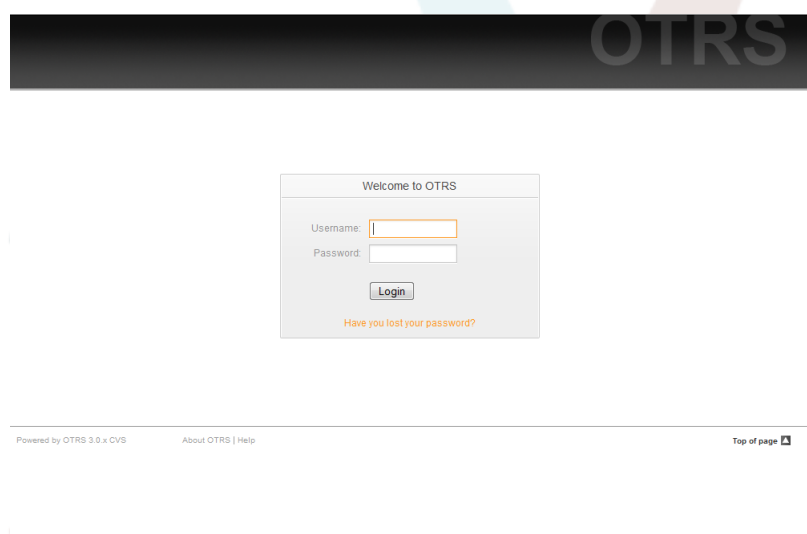 OTRS
Welcome to OTRS
Username:
Password:
Login
Have you lost your password?
Powered by OTRS 3.0.x CVS About OTRS | Help Top of page